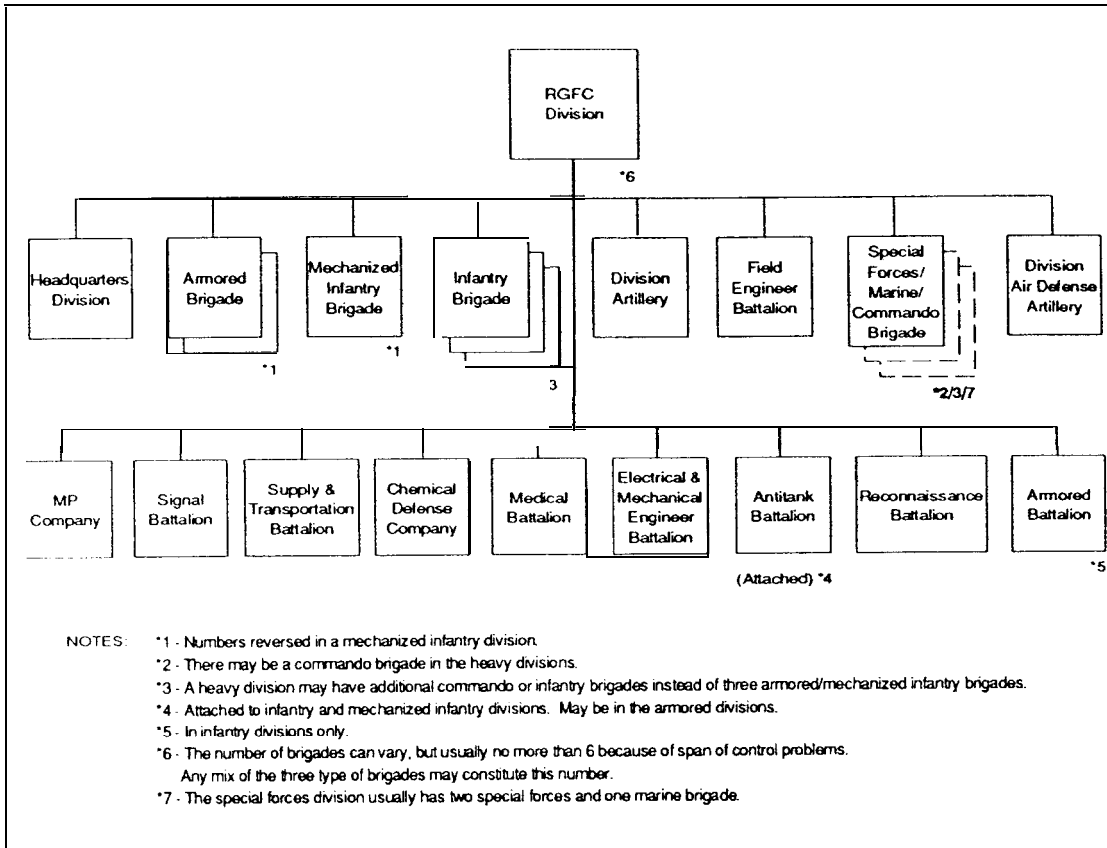 RGFC
Division
*6
Headquarters
Division
Armored
Brigade
*1
Mechanized
Infantry
Brigade
*1
Infantry
Brigade
3
Division
Artillery
Field
Engineer
Battalion
Special
Forces/
Marine/
Commando
Brigade
*2/3/7
Division
Air Defense
Artillery
MP
Company
Signal
Battalion
Supply &
Transportation
Battalion
Chemical
Defense
Company
Medical
Battalion
Electrical &
Mechanical
Engineer
Battalion
Antitank
Battalion
(Attached) *4
Reconnaissance
Battalion
Armored
Battalion
*5
NOTES: *1 - Numbers reversed in a mechanized infantry division.
*2 - There may be a commando brigade in the heavy divisions.
*3 - A heavy division may have additional commando or infantry brigades instead of three armored/mechanized infantry brigades.
*4 - Attached to infantry and mechanized infantry divisions. May be in the armored divisions.
*5 - In infantry divisions only.
*6 - The number of brigades can vary, but usually no more than 6 because of span of control problems.
Any mix of the three type of brigades may constitute this number.
*7 - The special forces division usually has two special forces and one marine brigade.